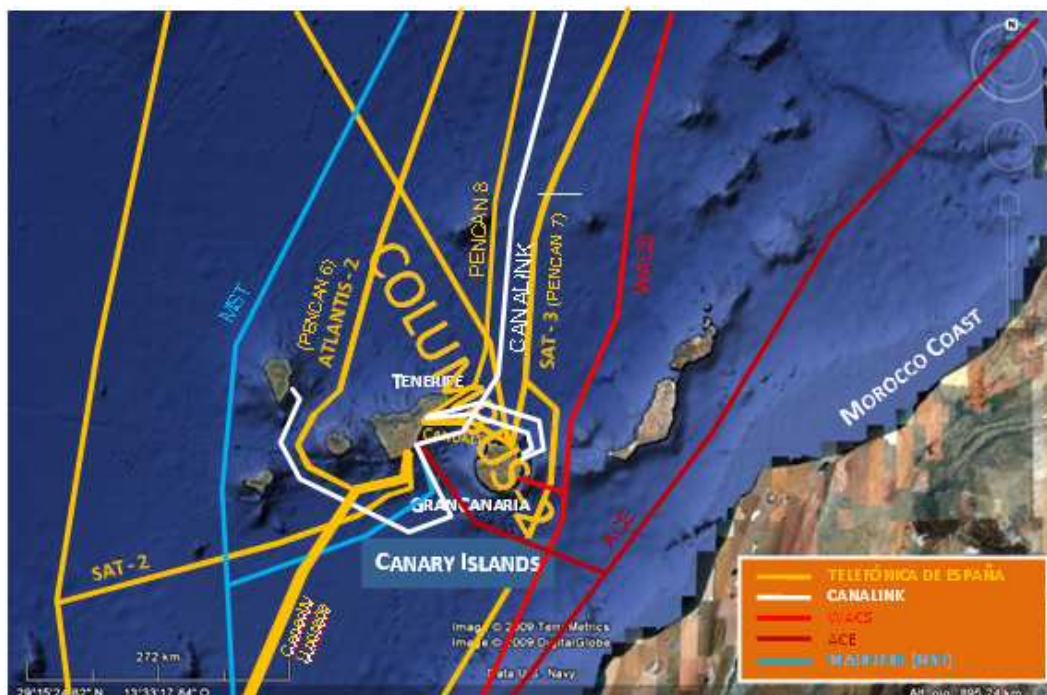 N
(PENCAN 6)
ATLANTIS - 2
MST
COLUMBUS
PENCAN 8
CANALINK
SAT - 3 (PENCAN 7)
WACS
TENERIFE
MOROCCO COAST
GRAN CANARIA
ACE
SAT - 2
CANARY ISLANDS
TELEFÓNICA DE ESPAÑA
CANALINK
WACS
ACE
Image © 2009 TerraMetrics
Image © 2009 DigitalGlobe
Data U.S. Navy
272 km